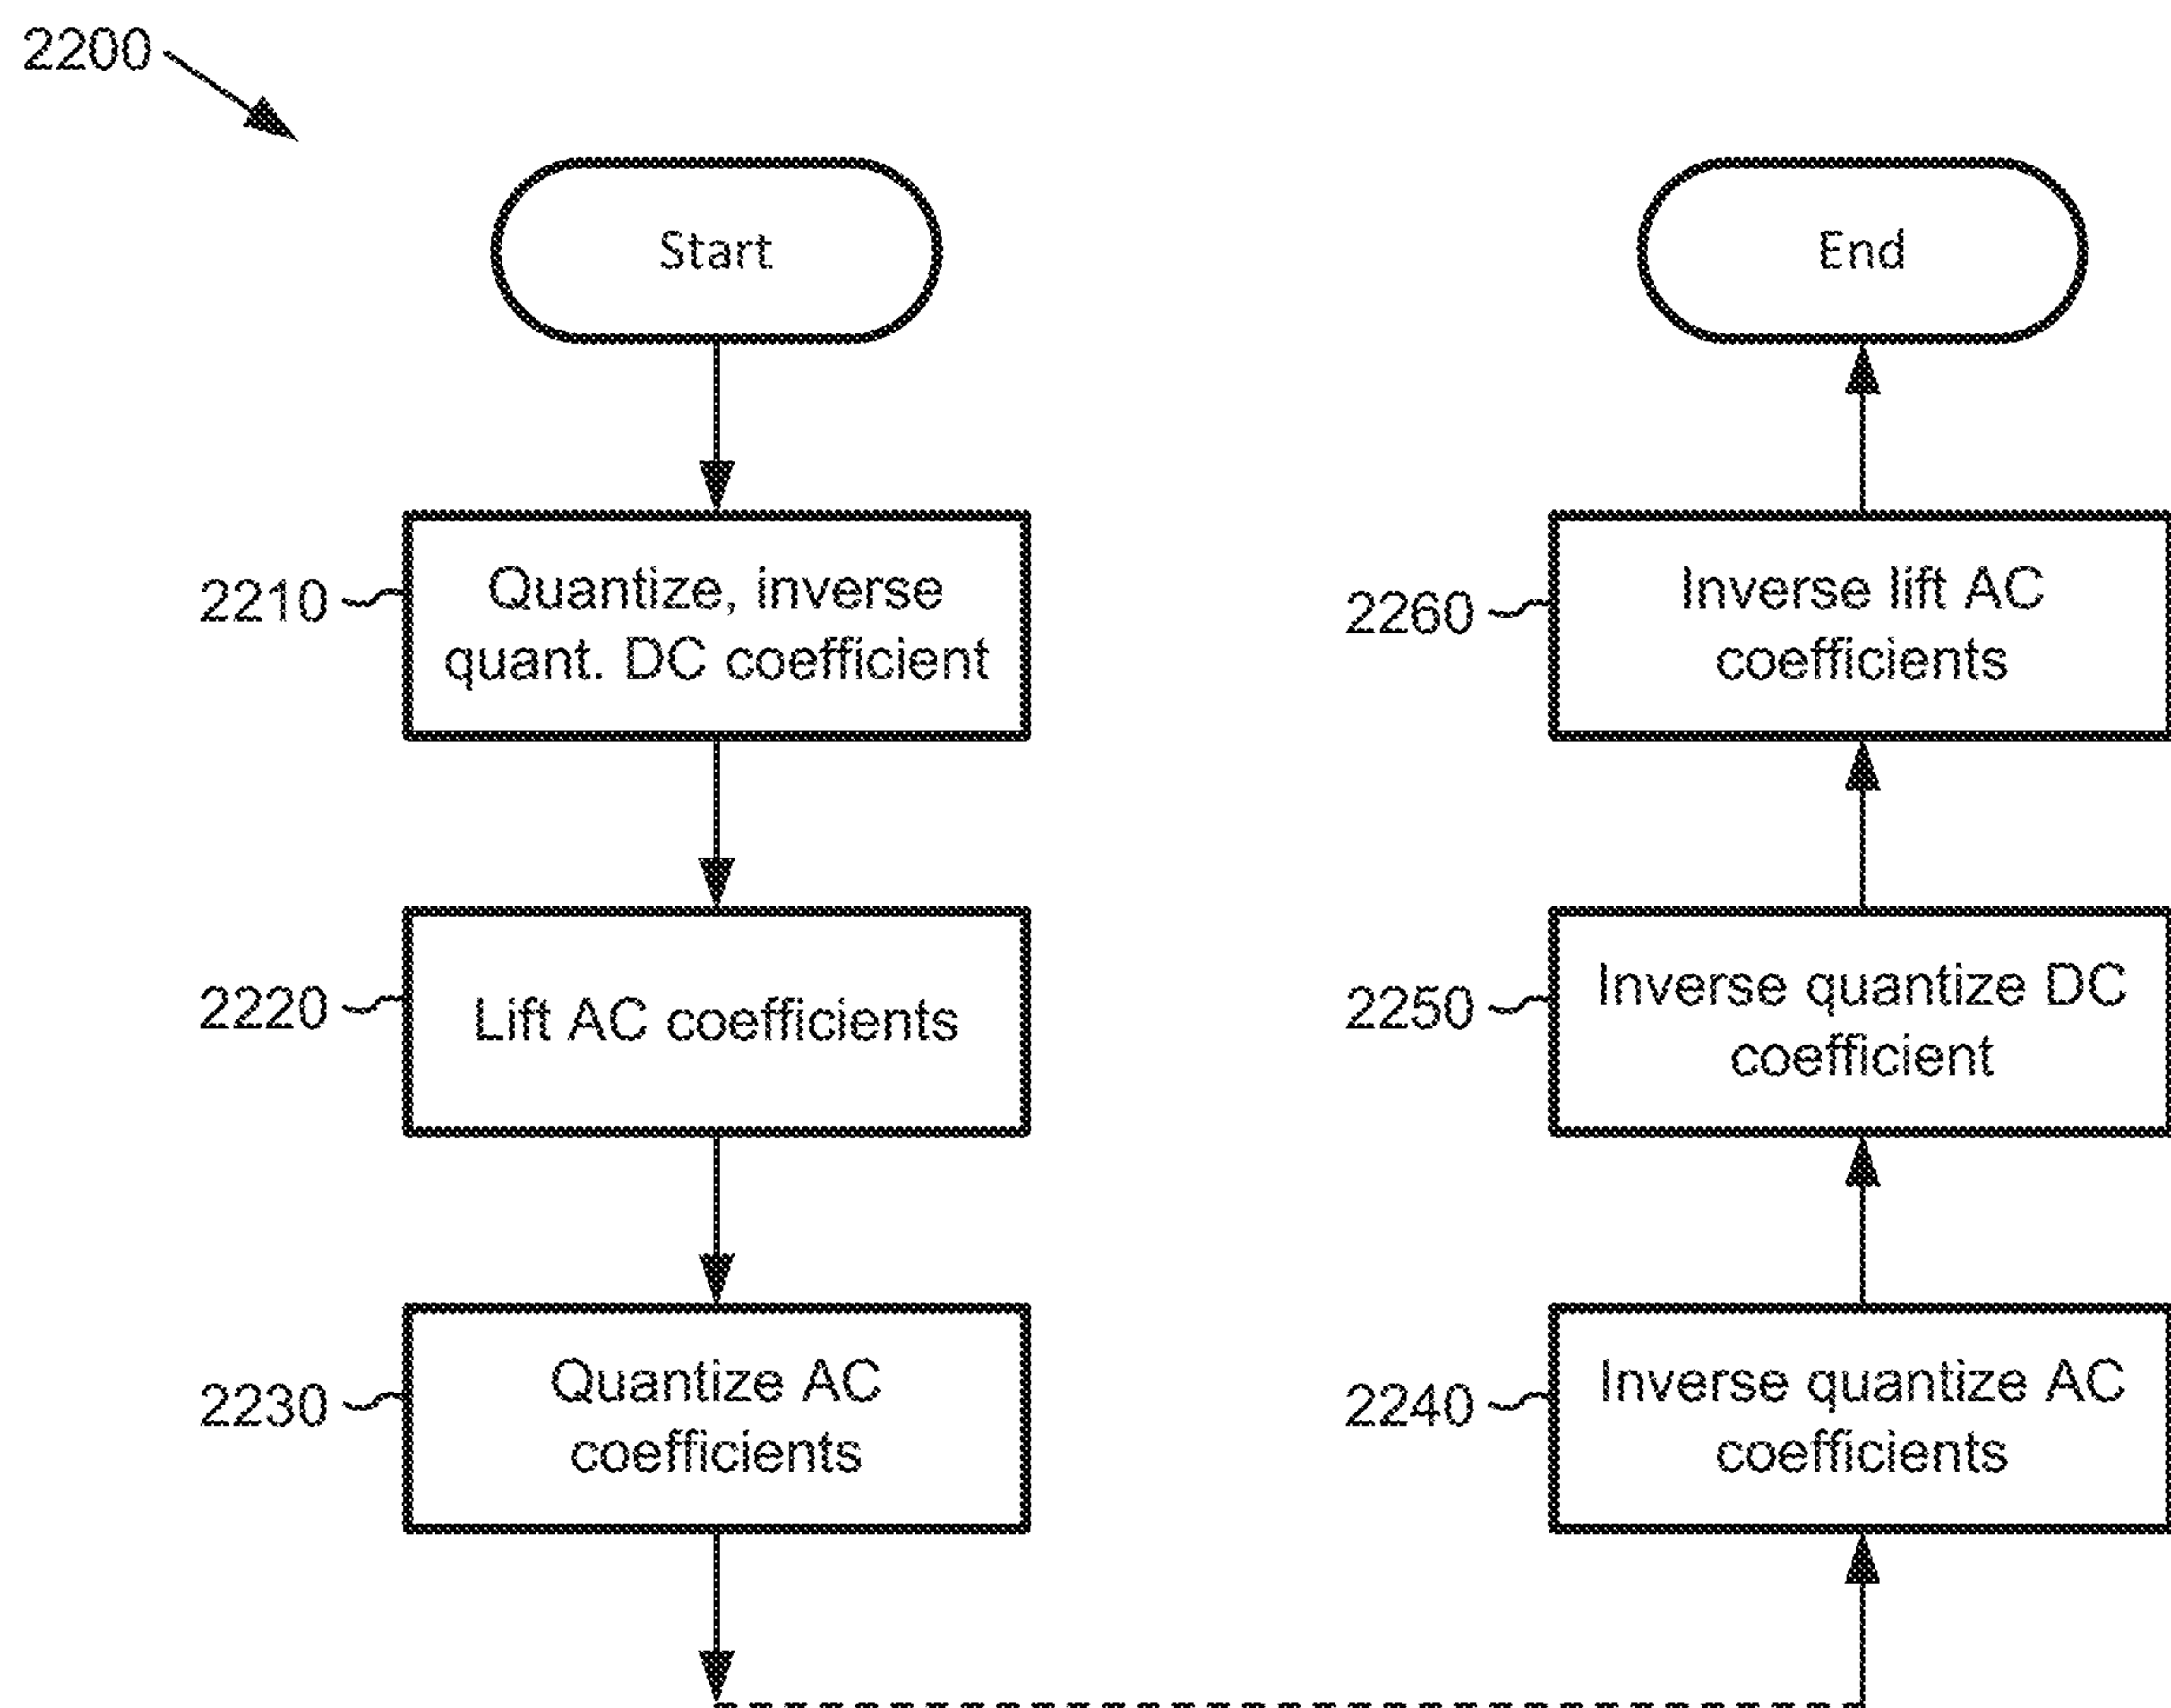 2200
Start
2210
Quantize, inverse
quant. DC coefficient
2220
Lift AC coefficients
2230
Quantize AC
coefficients
End
2260
Inverse lift AC
coefficients
2250
Inverse quantize DC
coefficient
2240
Inverse quantize AC
coefficients